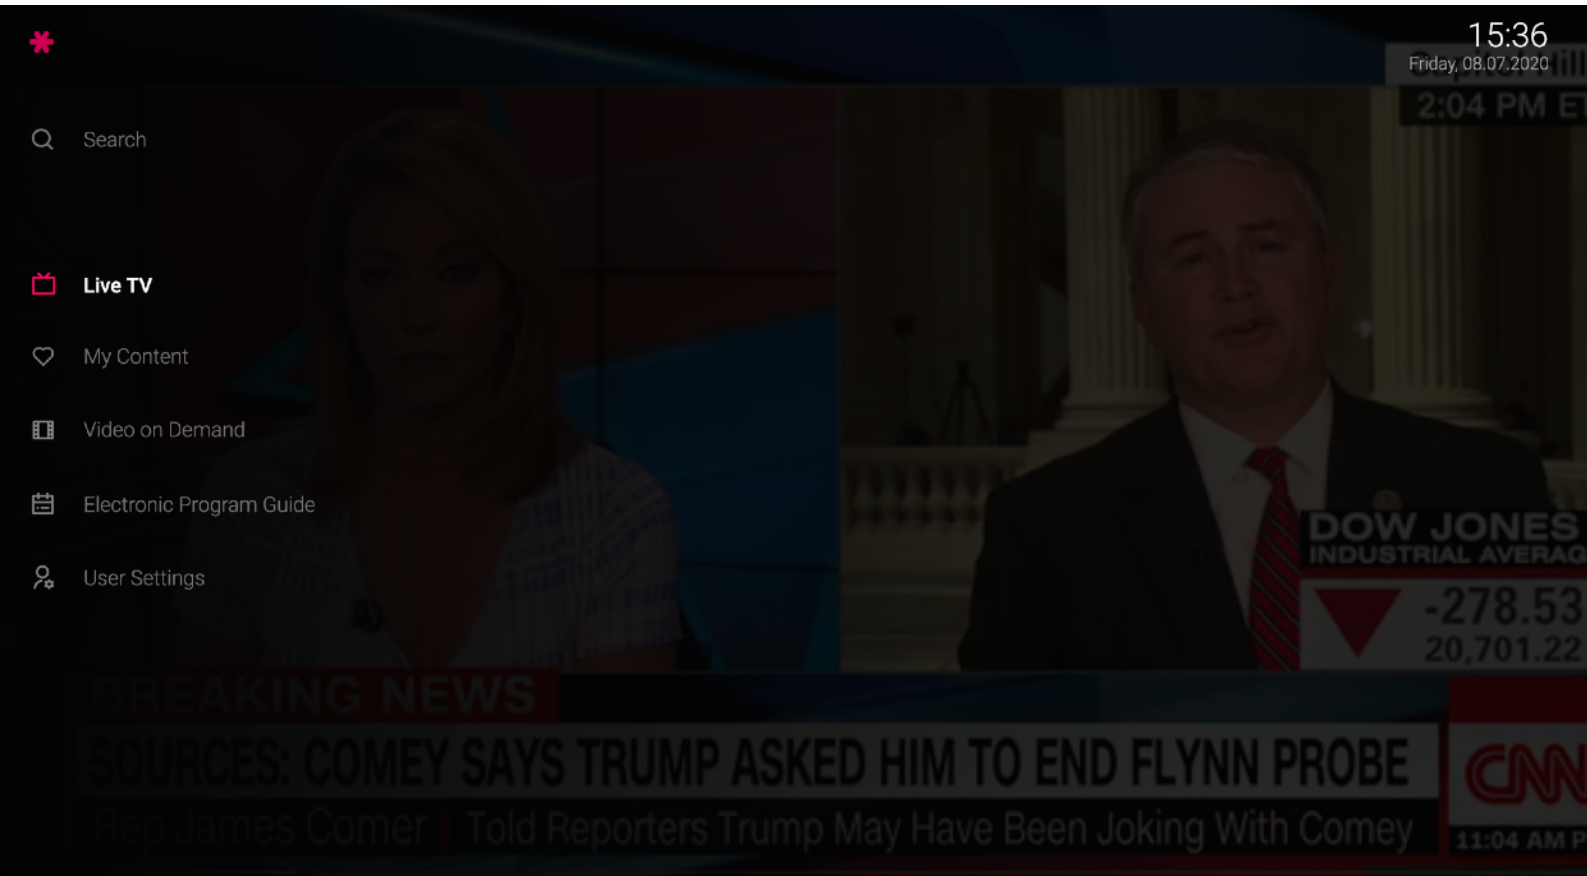 15:36
Friday, 08.07.2020
Capitol Hill
2:04 PM ET
Search
Live TV
My Content
Video on Demand
Electronic Program Guide
User Settings
DOW JONES
INDUSTRIAL AVERAG
-278.53
20,701.22
BREAKING NEWS
SOURCES: COMEY SAYS TRUMP ASKED HIM TO END FLYNN PROBE
CNN
Rep James Comer | Told Reporters Trump May Have Been Joking With Comey
11:04 AM P